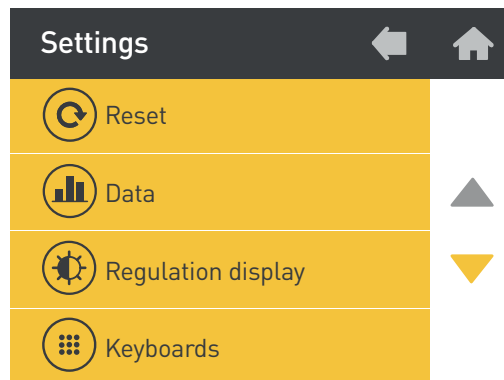 Settings
Reset
Data
Regulation display
Keyboards